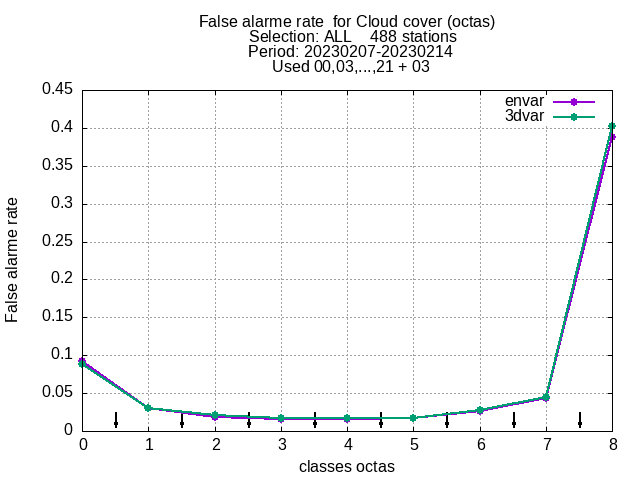 False alarme rate  for Cloud cover (octas)
Selection: ALL    488 stations
Period: 20230207-20230214
Used 00,03,...,21 + 03
envar
3dvar
0.45
0.4
0.35
0.3
0.25
0.2
0.15
0.1
0.05
0
False alarme rate
0 1 2 3 4 5 6 7 8
classes octas